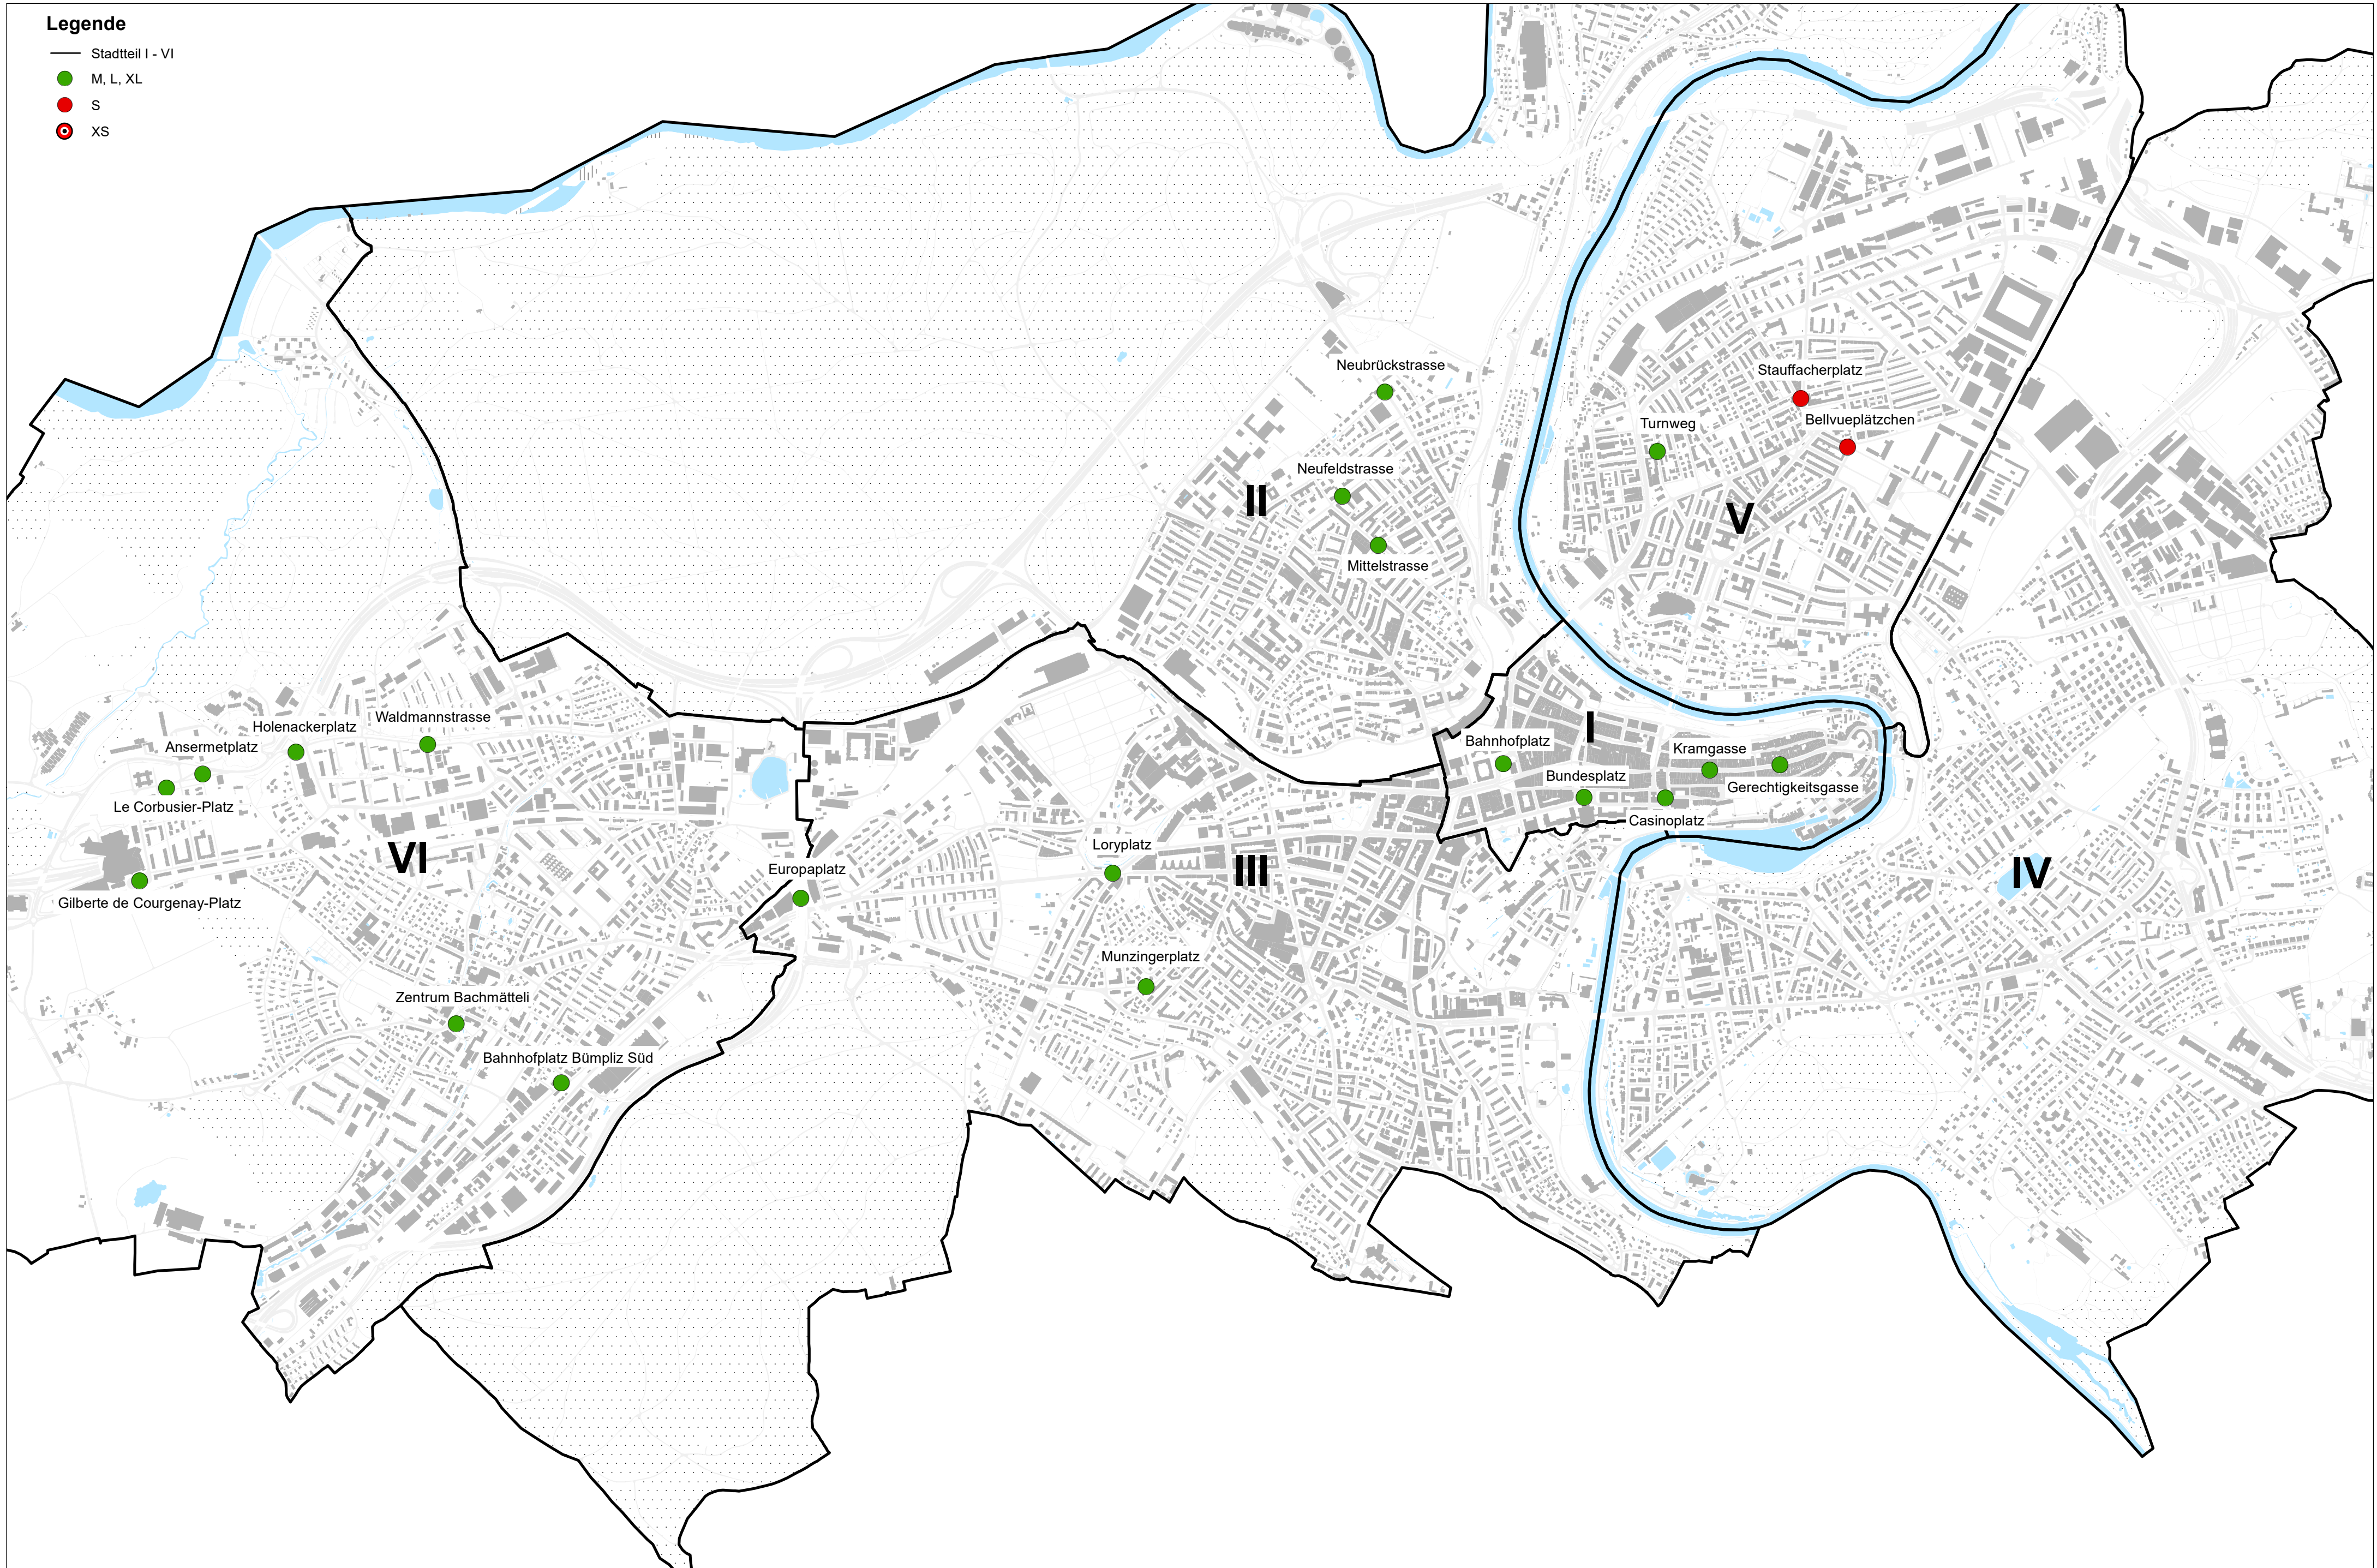 Legende
Stadtteil I - VI
M, L, XL
S
XS
Neubrückstrasse
Stauffacherplatz
Bellvueplätzchen
Turnweg
Neufeldstrasse
II
V
Mittelstrasse
Waldmannstrasse
Holenackerplatz
Ansermetplatz
Le Corbusier-Platz
I
Bahnhofplatz
Kramgasse
Bundesplatz
Gerechtigkeitsgasse
Casinoplatz
Loryplatz
VI
Europaplatz
III
IV
Gilberte de Courgenay-Platz
Munzingerplatz
Zentrum Bachmätteli
Bahnhofplatz Bümpliz Süd